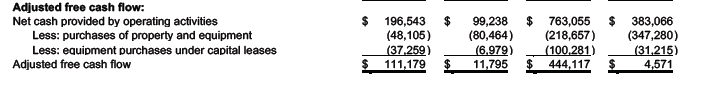 Adjusted free cash flow:
Net cash provided by operating activities $ 196,543 $ 99,238 $ 763,055 $ 383,066
Less: purchases of property and equipment (48,105) (80,464) (218,657) (347,280)
Less: equipment purchases under capital leases (37,259) (6,979) (100,281) (31,215)
Adjusted free cash flow $ 111,179 $ 11,795 $ 444,117 $ 4,571